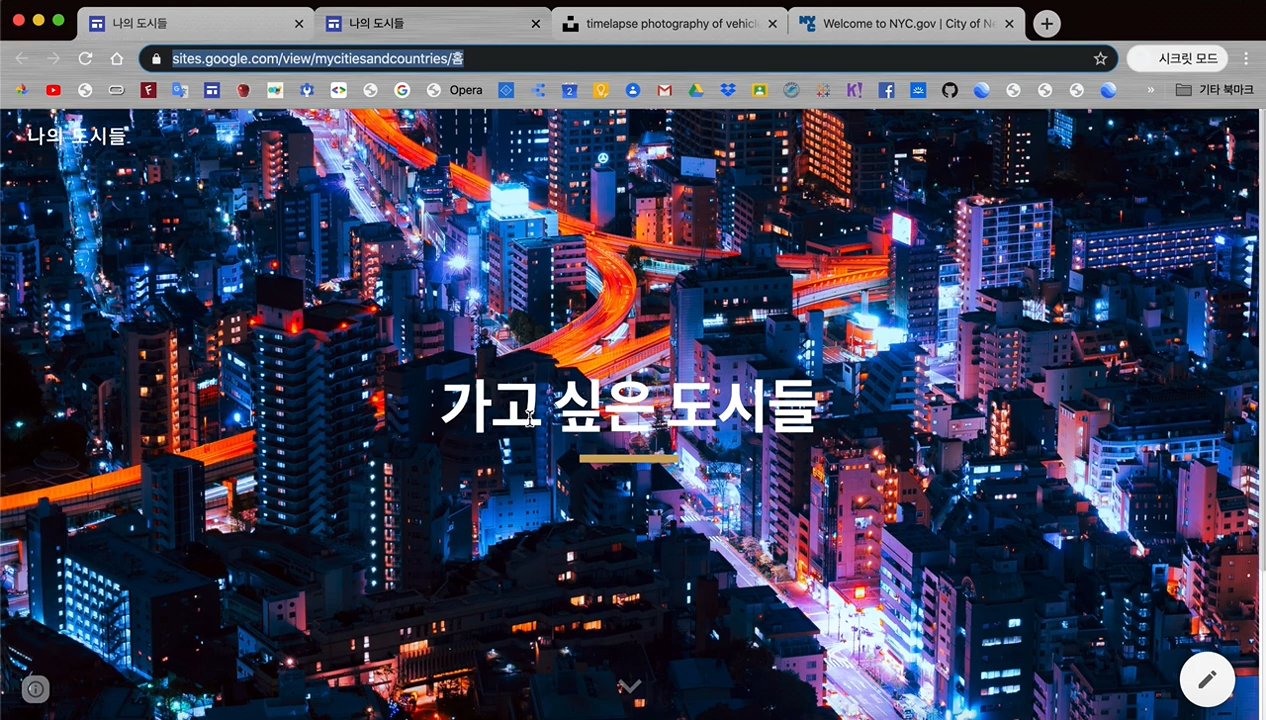 나의 도시들
나의 도시들
timelapse photography of vehicl
Welcome to NYC.gov | City of Ne
sites.google.com/view/mycitiesandcountries/홈
시크릿 모드
Opera
기타 북마크
나의 도시들
가고 싶은 도시들